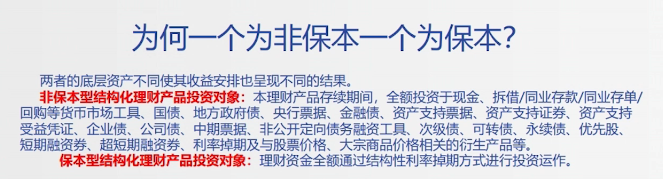 为何一个为非保本一个为保本？
两者的底层资产不同使其收益安排也呈现不同的结果。
非保本型结构化理财产品投资对象：本理财产品存续期间，全额投资于现金、拆借/同业存款/同业存单/
回购等货币市场工具、国债、地方政府债、央行票据、金融债、资产支持票据、资产支持证券、资产支持
受益凭证、企业债、公司债、中期票据、非公开定向债务融资工具、次级债、可转债、永续债、优先股、
短期融资券、超短期融资券、利率掉期及与股票价格、大宗商品价格相关的衍生产品等。
保本型结构化理财产品投资对象：理财资金全额通过结构性利率掉期方式进行投资运作。